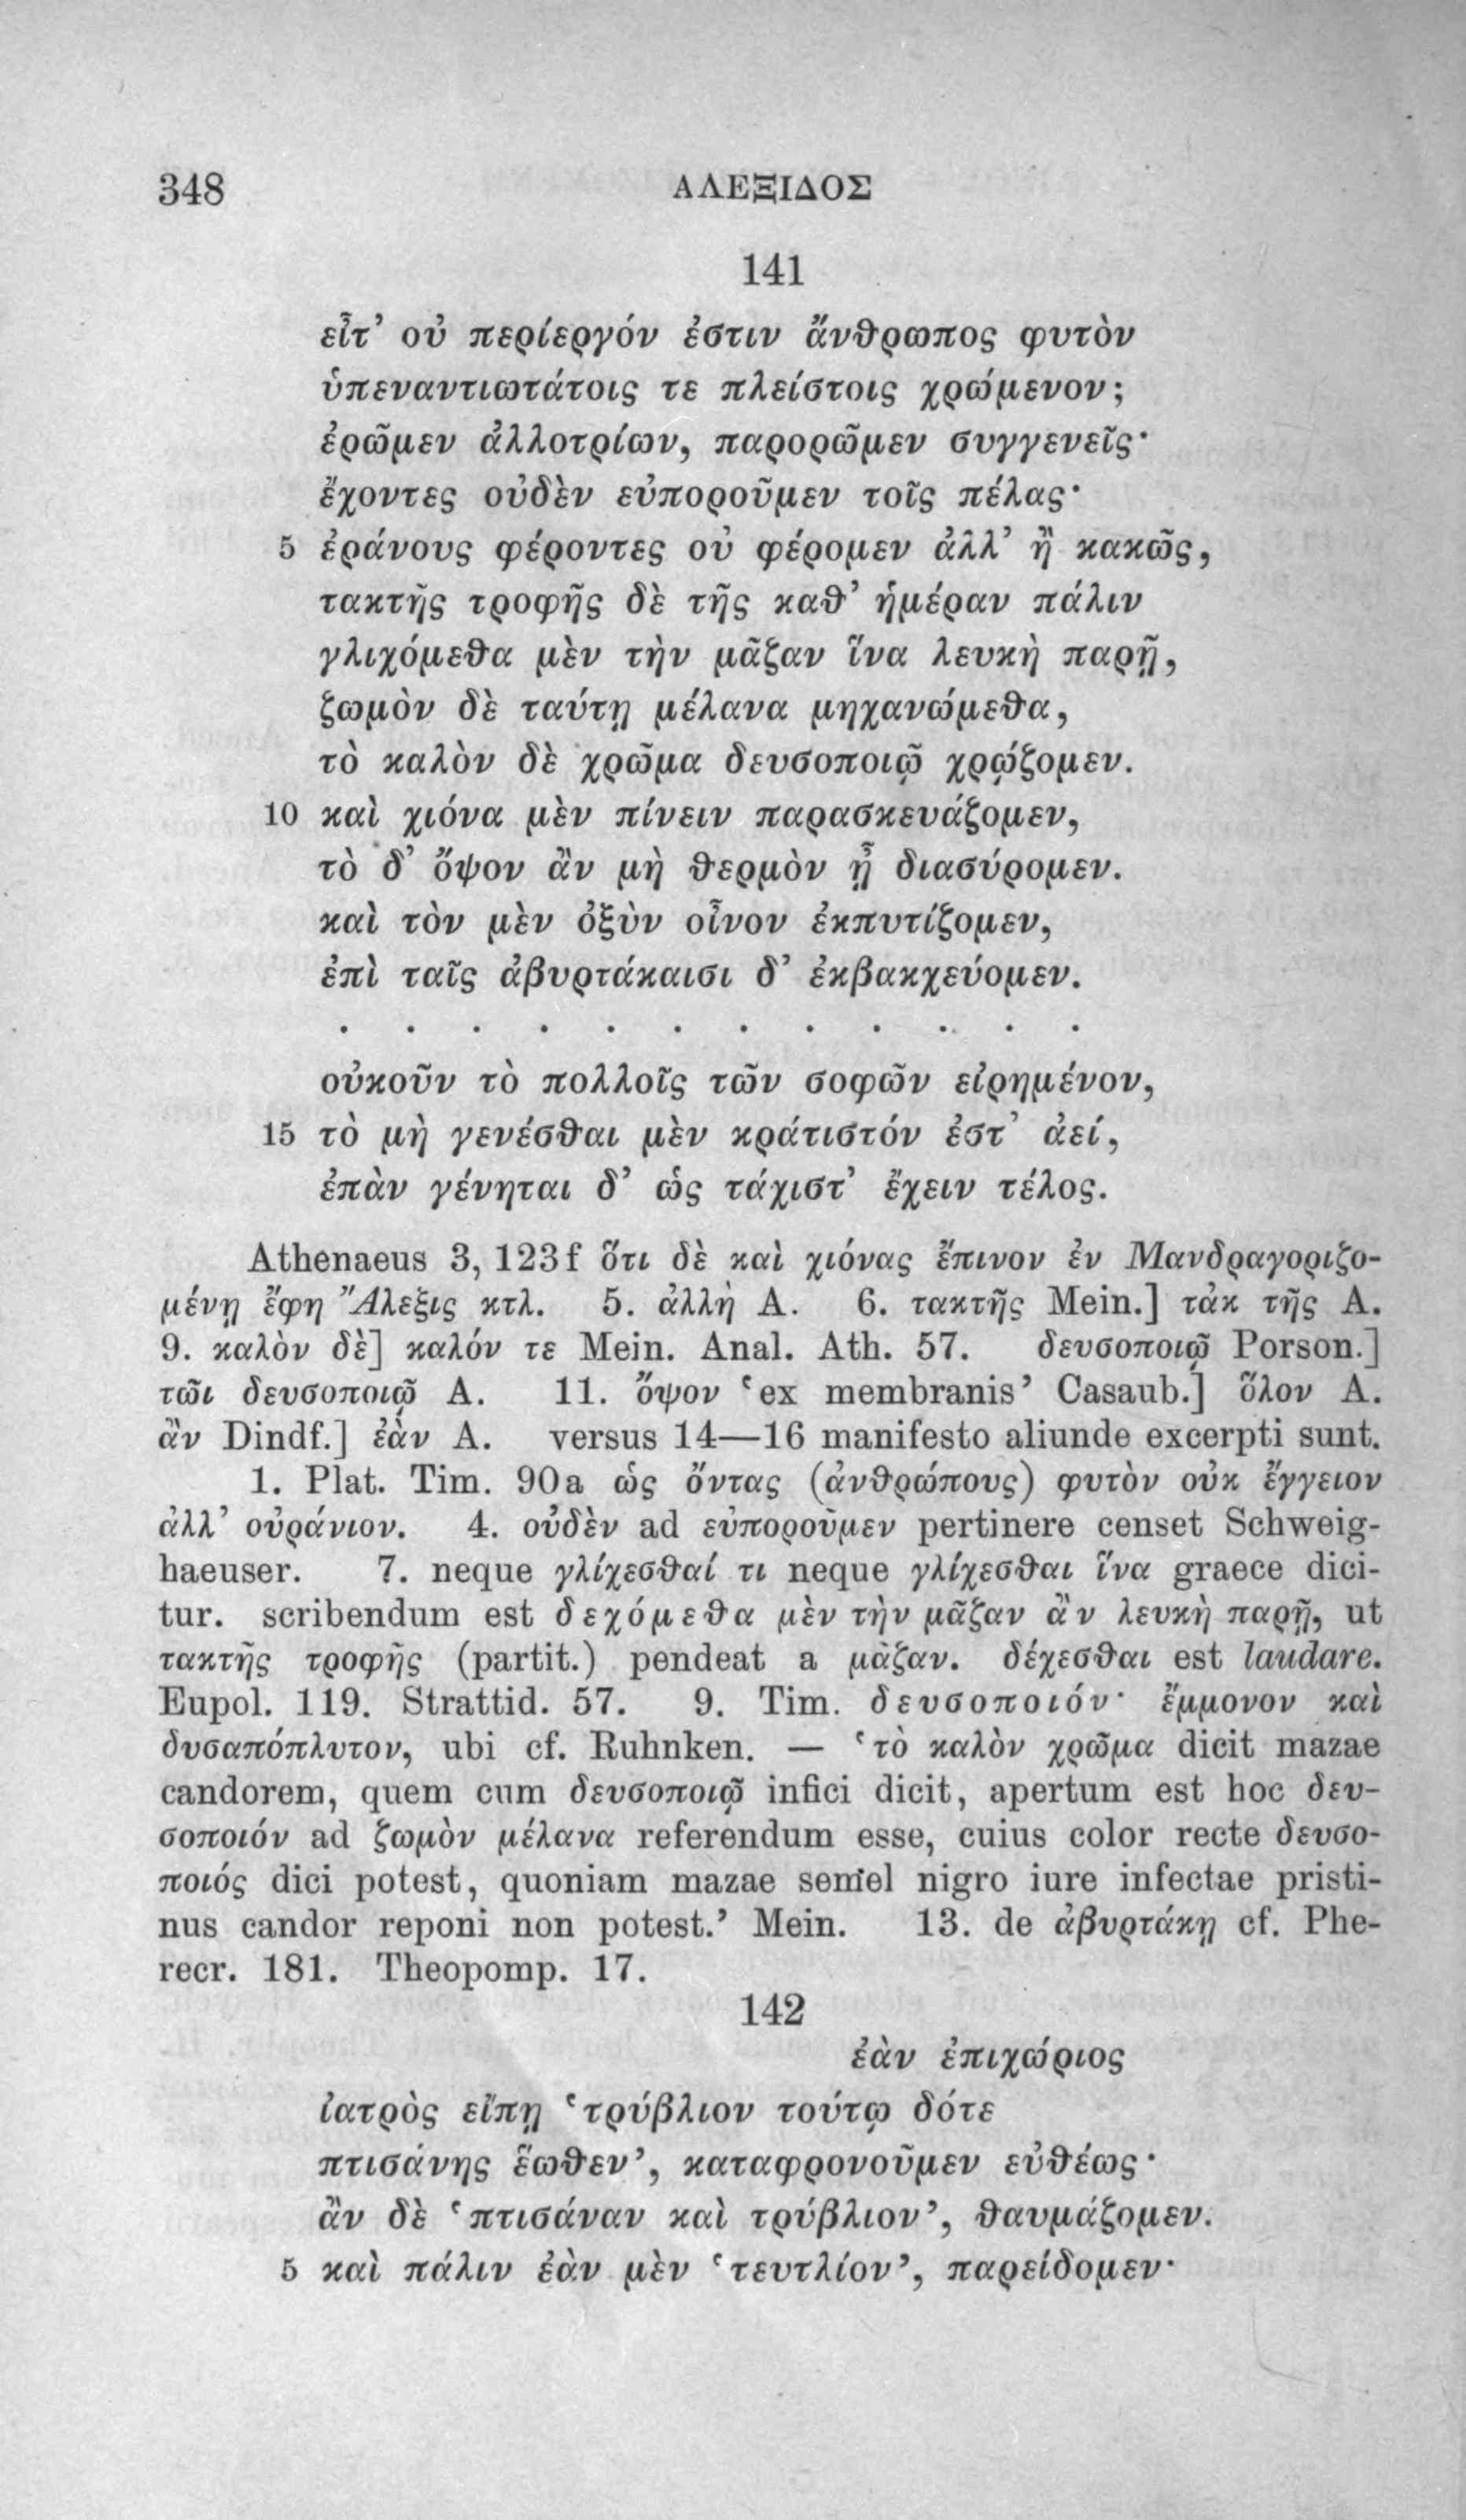 348
ΑΛΕΞΙΔΟΣ
141
εἶτ’ οὐ περίεργόν ἐστιν ἄνθρωπος φυτὸν
ὑπεναντιωτάτοις τε πλείστοις χρώμενον;
ἐρῶμεν ἀλλοτρίων, παρορῶμεν συγγενεῖς·
ἔχοντες οὐδὲν εὐποροῦμεν τοῖς πέλας·
5 ἐράνους φέροντες οὐ φέρομεν ἀλλ’ ἢ κακῶς,
τακτῆς τροφῆς δὲ τῆς καθ’ ἡμέραν πάλιν
γλιχόμεθα μὲν τὴν μᾶζαν ἵνα λευκὴ παρῇ,
ζωμὸν δὲ ταύτῃ μέλανα μηχανώμεθα,
τὸ καλὸν δὲ χρῶμα δευσοποιῷ χρῴζομεν.
10 καὶ χιόνα μὲν πίνειν παρασκευάζομεν,
τὸ δ’ ὄψον ἂν μὴ θερμὸν ᾖ διασύρομεν.
καὶ τὸν μὲν ὀξὺν οἶνον ἐκπυτίζομεν,
ἐπὶ ταῖς ἀβυρτάκαισι δ’ ἐκβακχεύομεν.
. . . . . . . . . . . .
οὐκοῦν τὸ πολλοῖς τῶν σοφῶν εἰρημένον,
15 τὸ μὴ γενέσθαι μὲν κράτιστόν ἐστ’ ἀεί,
ἐπὰν γένηται δ’ ὡς τάχιστ’ ἔχειν τέλος.
Athenaeus 3, 123f ὅτι δὲ καὶ χιόνας ἔπινον ἐν Μανδραγοριζο-
μένῃ ἔφη Ἄλεξις κτλ. 5. ἀλλὴ A. 6. τακτῆς Mein.] τἀκ τῆς A.
9. καλὸν δὲ] καλόν τε Mein. Anal. Ath. 57. δευσοποιῷ Porson.]
τῶι δευσοποιῷ A. 11. ὄψον ‘ex membranis’ Casaub.] ὅλον A.
ἂν Dindf.] ἐὰν A. versus 14—16 manifesto aliunde excerpti sunt.
1. Plat. Tim. 90a ὡς ὄντας (ἀνθρώπους) φυτὸν οὐκ ἔγγειον
ἀλλ’ οὐράνιον. 4. οὐδὲν ad εὐποροῦμεν pertinere censet Schweig-
haeuser. 7. neque γλίχεσθαί τι neque γλίχεσθαι ἵνα graece dici-
tur. scribendum est δεχόμεθα μὲν τὴν μᾶζαν ἂν λευκὴ παρῇ, ut
τακτῆς τροφῆς (partit.) pendeat a μᾶζαν. δέχεσθαι est laudare.
Eupol. 119. Strattid. 57. 9. Tim. δευσοποιόν· ἔμμονον καὶ
δυσαπόπλυτον, ubi cf. Ruhnken. — ‘τὸ καλὸν χρῶμα dicit mazae
candorem, quem cum δευσοποιῷ infici dicit, apertum est hoc δευ-
σοποιόν ad ζωμὸν μέλανα referendum esse, cuius color recte δευσο-
ποιός dici potest, quoniam mazae semel nigro iure infectae pristi-
nus candor reponi non potest.’ Mein. 13. de ἀβυρτάκῃ cf. Phe-
recr. 181. Theopomp. 17.
142
ἐὰν ἐπιχώριος
ἰατρὸς εἴπῃ ‘τρύβλιον τούτῳ δότε
πτισάνης ἕωθεν’, καταφρονοῦμεν εὐθέως·
ἂν δὲ ‘πτισάναν καὶ τρύβλιον’, θαυμάζομεν.
5 καὶ πάλιν ἐὰν μὲν ‘τευτλίον’, παρείδομεν·